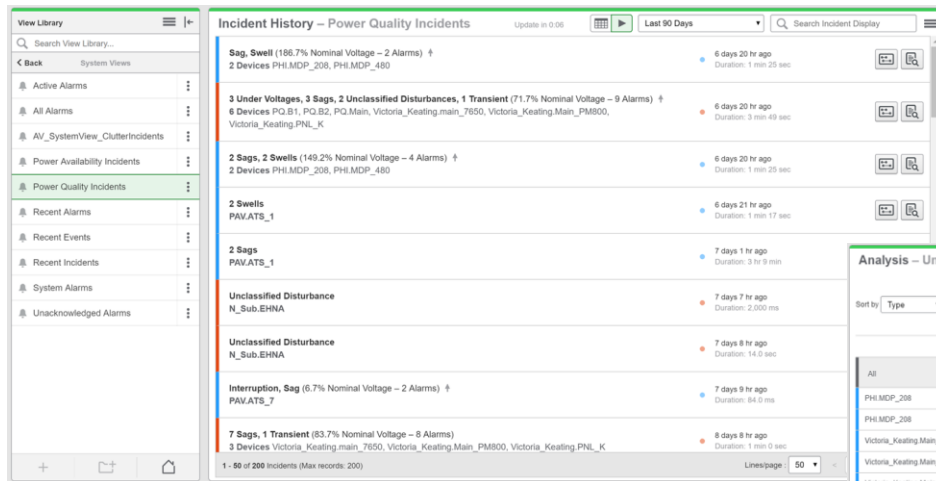 View Library
Search View Library...
Back
System Views
Active Alarms
All Alarms
AV_SystemView_ClutterIncidents
Power Availability Incidents
Power Quality Incidents
Recent Alarms
Recent Events
Recent Incidents
System Alarms
Unacknowledged Alarms
Incident History – Power Quality Incidents
Update in 0:06
Last 90 Days
Search Incident Display
Sag, Swell (186.7% Nominal Voltage – 2 Alarms)
2 Devices PHI.MDP_208, PHI.MDP_480
6 days 20 hr ago
Duration: 1 min 25 sec
3 Under Voltages, 3 Sags, 2 Unclassified Disturbances, 1 Transient (71.7% Nominal Voltage – 9 Alarms)
6 Devices PQ.B1, PQ.B2, PQ.Main, Victoria_Keating.main_7650, Victoria_Keating.Main_PM800,
Victoria_Keating.PNL_K
6 days 20 hr ago
Duration: 3 min 49 sec
2 Sags, 2 Swells (149.2% Nominal Voltage – 4 Alarms)
2 Devices PHI.MDP_208, PHI.MDP_480
6 days 20 hr ago
Duration: 1 min 25 sec
2 Swells
PAV.ATS_1
6 days 21 hr ago
Duration: 1 min 17 sec
2 Sags
PAV.ATS_1
7 days 1 hr ago
Duration: 3 hr 9 min
Unclassified Disturbance
N_Sub.EHNA
7 days 7 hr ago
Duration: 2,000 ms
Unclassified Disturbance
N_Sub.EHNA
7 days 8 hr ago
Duration: 14.0 sec
Interruption, Sag (6.7% Nominal Voltage – 2 Alarms)
PAV.ATS_7
7 days 9 hr ago
Duration: 84.0 ms
7 Sags, 1 Transient (83.7% Nominal Voltage – 8 Alarms)
3 Devices Victoria_Keating.main_7650, Victoria_Keating.Main_PM800, Victoria_Keating.PNL_K
8 days 8 hr ago
Duration: 1 min 0 sec
1 - 50 of 200 Incidents (Max records: 200)
Lines/page : 50
Analysis – Un
Sort by Type
All
PHI.MDP_208
PHI.MDP_208
Victoria_Keating.Main_
Victoria_Keating.Main_